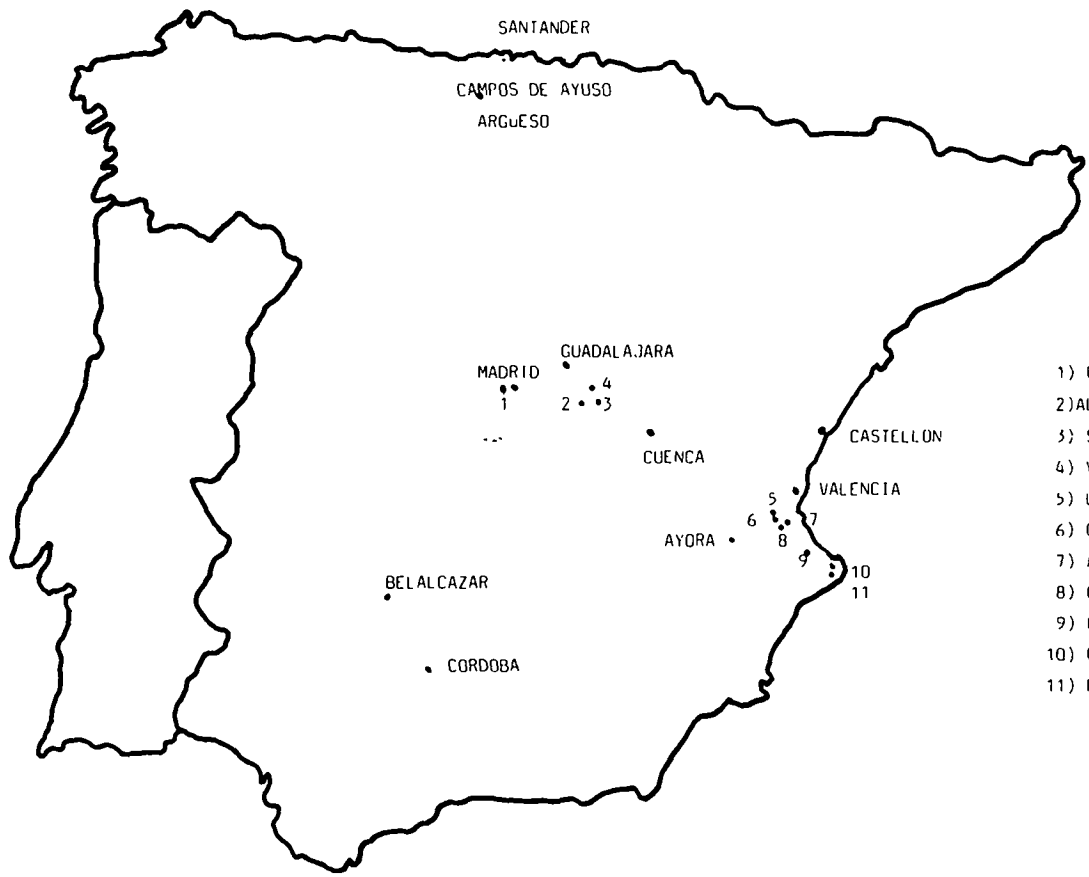 SANTANDER
CAMPOS DE AYUSO
ARGUESO
GUADALAJARA
MADRID
4
1
2
3
CUENCA
CASTELLON
VALENCIA
5
6
7
8
AYORA
9
10
11
BELALCAZAR
CORDOBA
1)
2)
3)
4)
5)
6)
7)
8)
9)
10)
11)